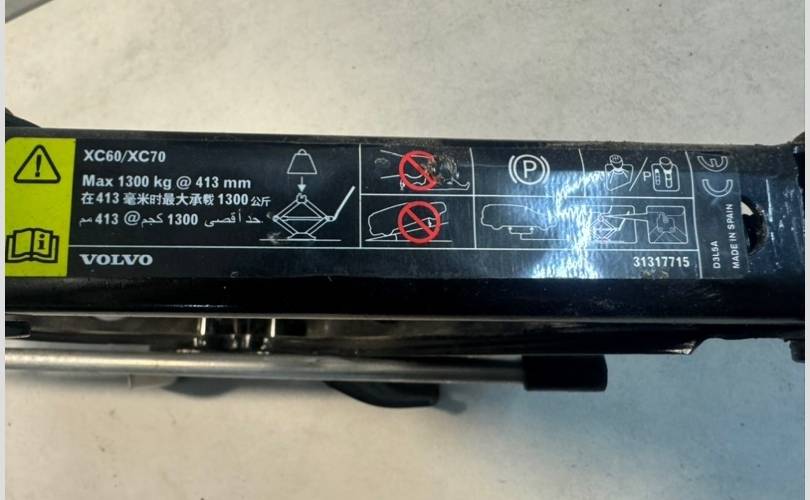 XC60/XC70
Max 1300 kg @ 413 mm
在 413 毫米时最大承载 1300 公斤
حد أقصى 1300 كجم@ 413 مم
VOLVO
P
P
31317715
CE
D3L5A
MADE IN SPAIN